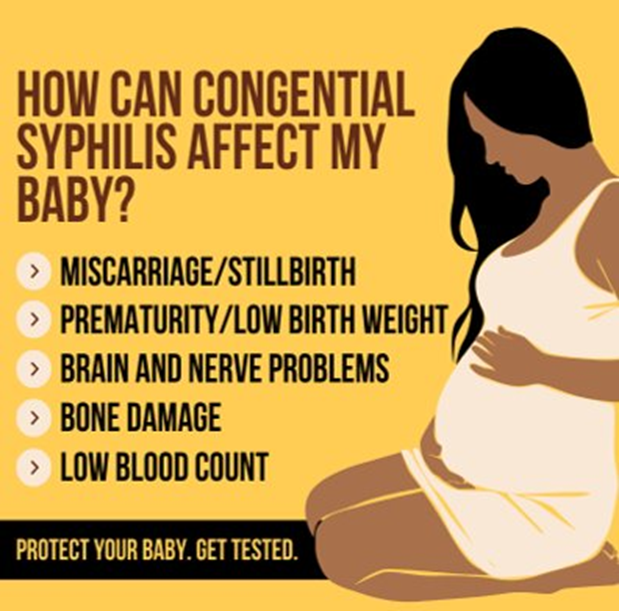 HOW CAN CONGENTIAL
SYPHILIS AFFECT MY
BABY?
MISCARRIAGE/STILLBIRTH
PREMATURITY/LOW BIRTH WEIGHT
BRAIN AND NERVE PROBLEMS
BONE DAMAGE
LOW BLOOD COUNT
PROTECT YOUR BABY. GET TESTED.